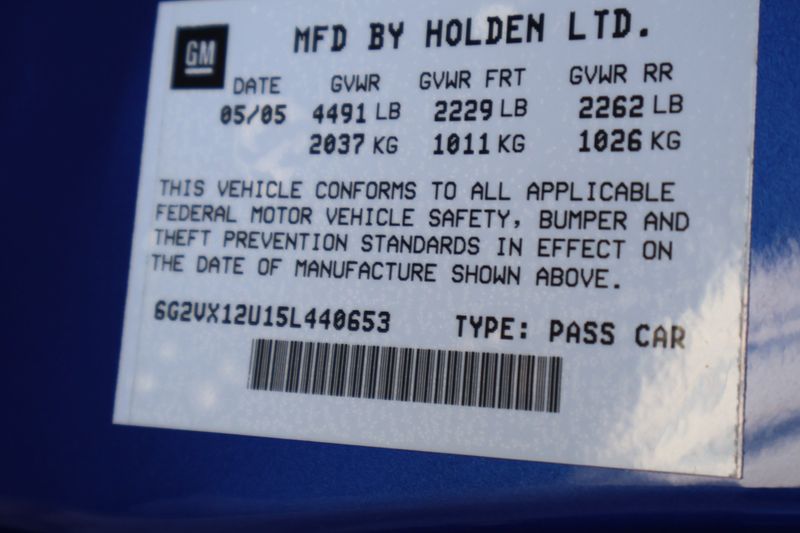 GM
MFD BY HOLDEN LTD.
DATE GVWR GVWR FRT GVWR RR
05/05 4491 LB 2229 LB 2262 LB
2037 KG 1011 KG 1026 KG
THIS VEHICLE CONFORMS TO ALL APPLICABLE
FEDERAL MOTOR VEHICLE SAFETY, BUMPER AND
THEFT PREVENTION STANDARDS IN EFFECT ON
THE DATE OF MANUFACTURE SHOWN ABOVE.
6G2VX12U15L440653 TYPE: PASS CAR